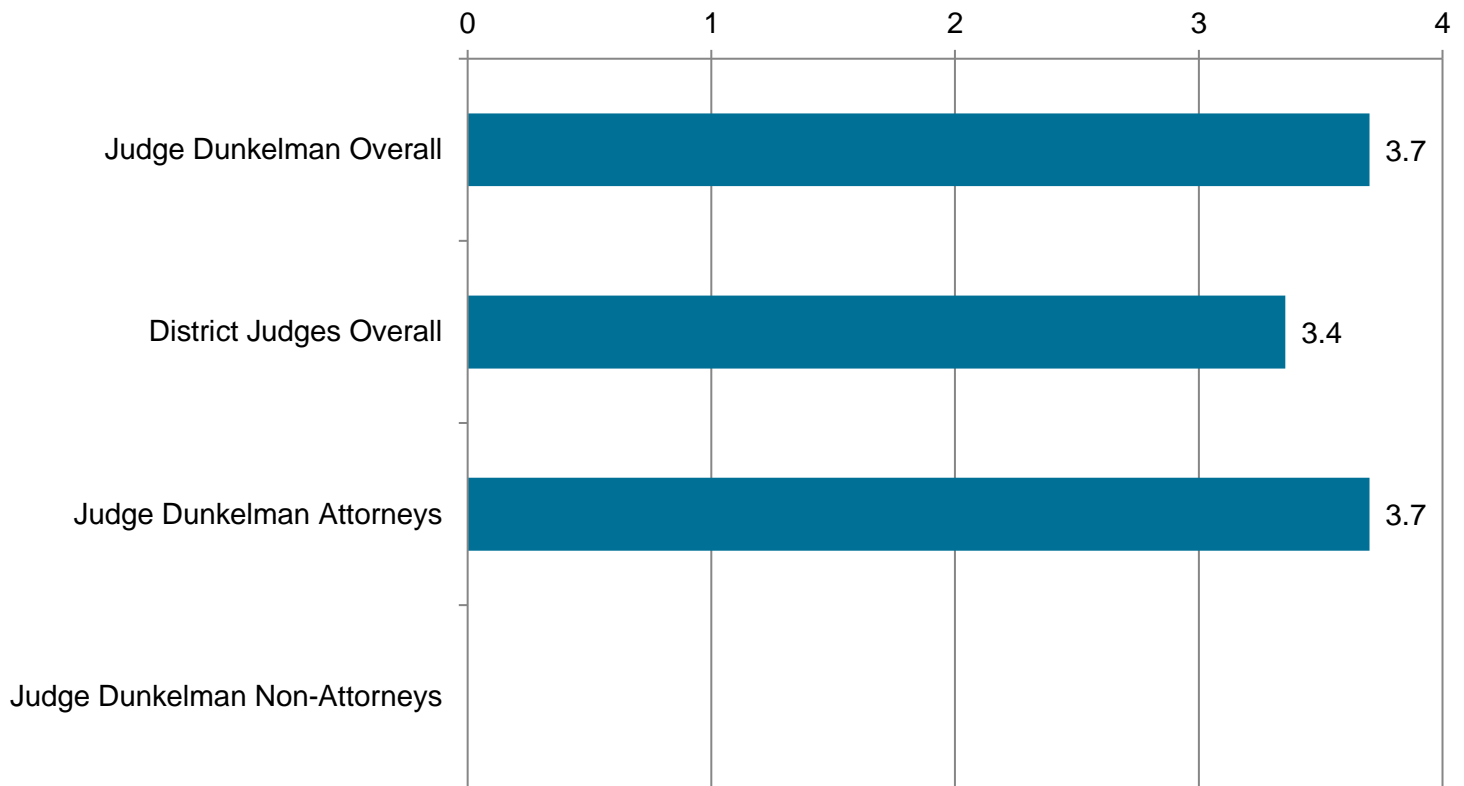 0 1 2 3 4
Judge Dunkelman Overall 3.7
District Judges Overall 3.4
Judge Dunkelman Attorneys 3.7
Judge Dunkelman Non-Attorneys